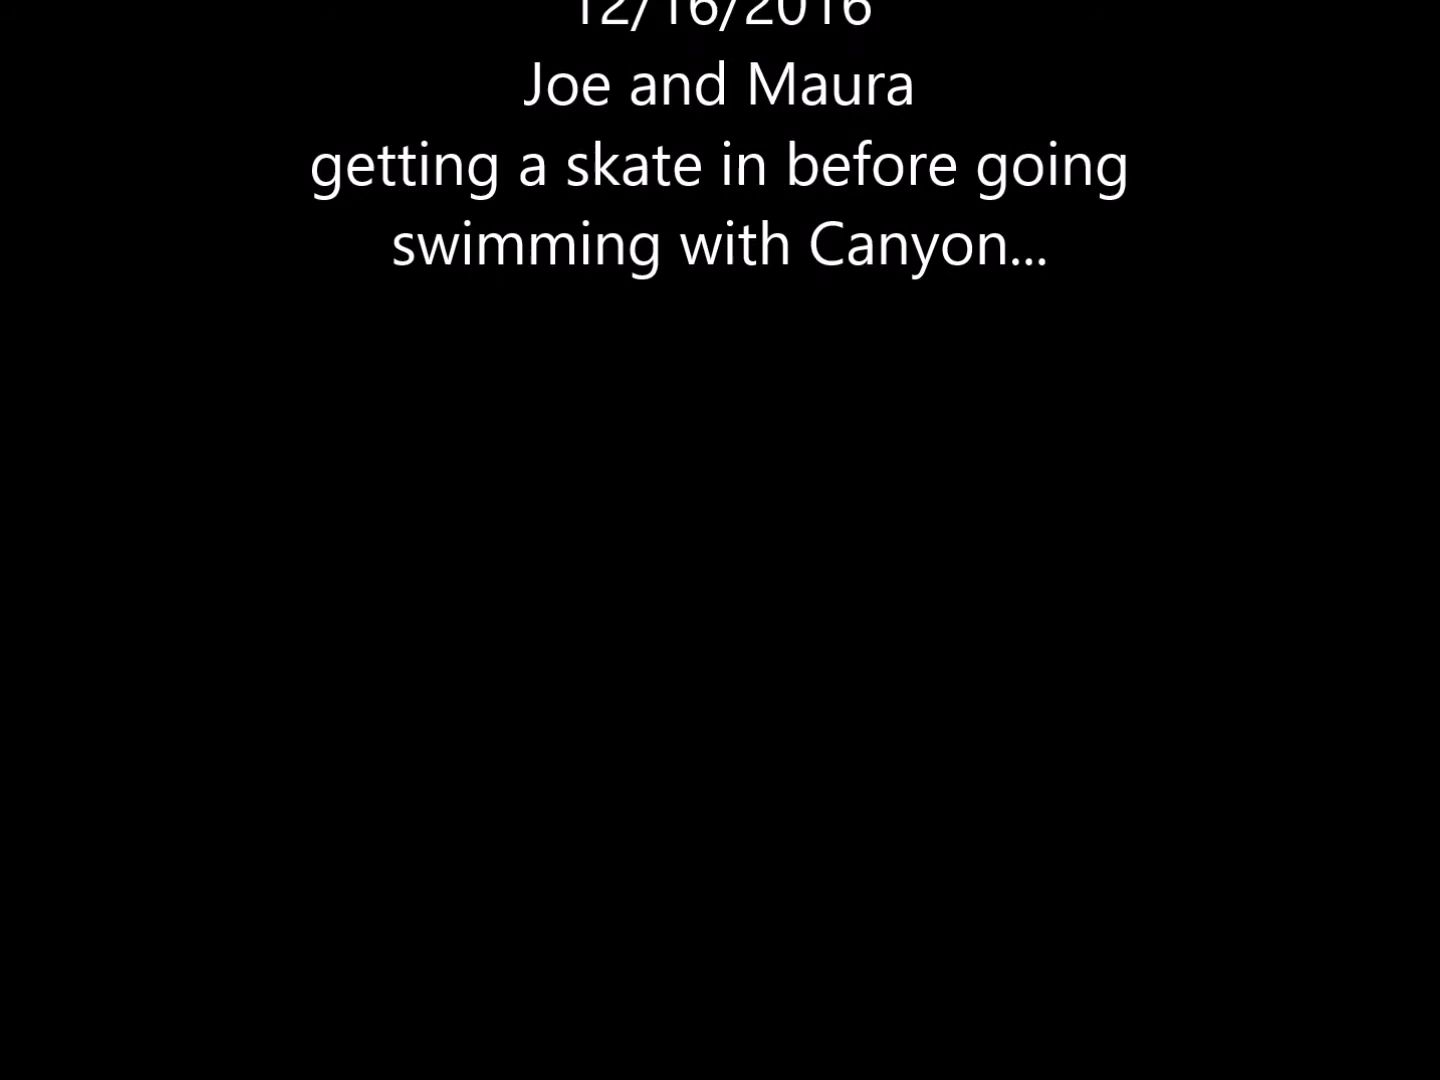 12/16/2016
Joe and Maura
getting a skate in before going
swimming with Canyon...